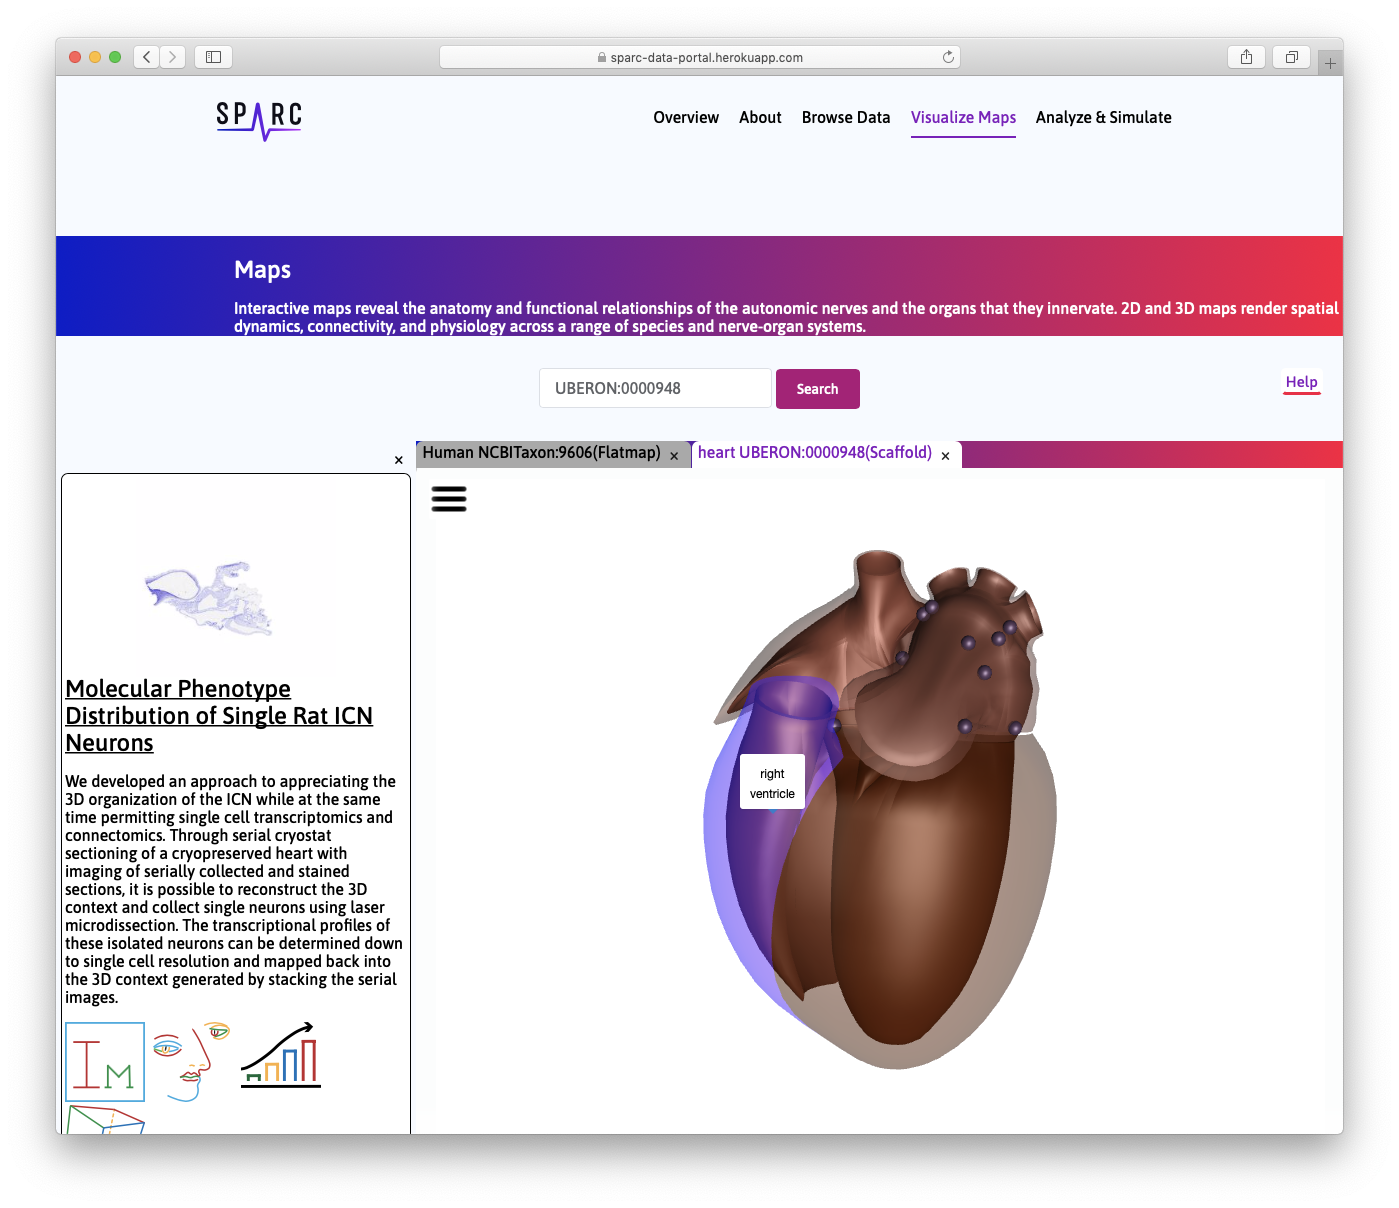 sparc-data-portal.herokuapp.com
SPARC
Overview About Browse Data Visualize Maps Analyze & Simulate
Maps
Interactive maps reveal the anatomy and functional relationships of the autonomic nerves and the organs that they innervate. 2D and 3D maps render spatial
dynamics, connectivity, and physiology across a range of species and nerve-organ systems.
UBERON:0000948 Search
Help
Human NCBITaxon:9606(Flatmap) × heart UBERON:0000948(Scaffold) ×
×
Molecular Phenotype
Distribution of Single Rat ICN
Neurons
We developed an approach to appreciating the
3D organization of the ICN while at the same
time permitting single cell transcriptomics and
connectomics. Through serial cryostat
sectioning of a cryopreserved heart with
imaging of serially collected and stained
sections, it is possible to reconstruct the 3D
context and collect single neurons using laser
microdissection. The transcriptional profiles of
these isolated neurons can be determined down
to single cell resolution and mapped back into
the 3D context generated by stacking the serial
images.
IM
right
ventricle